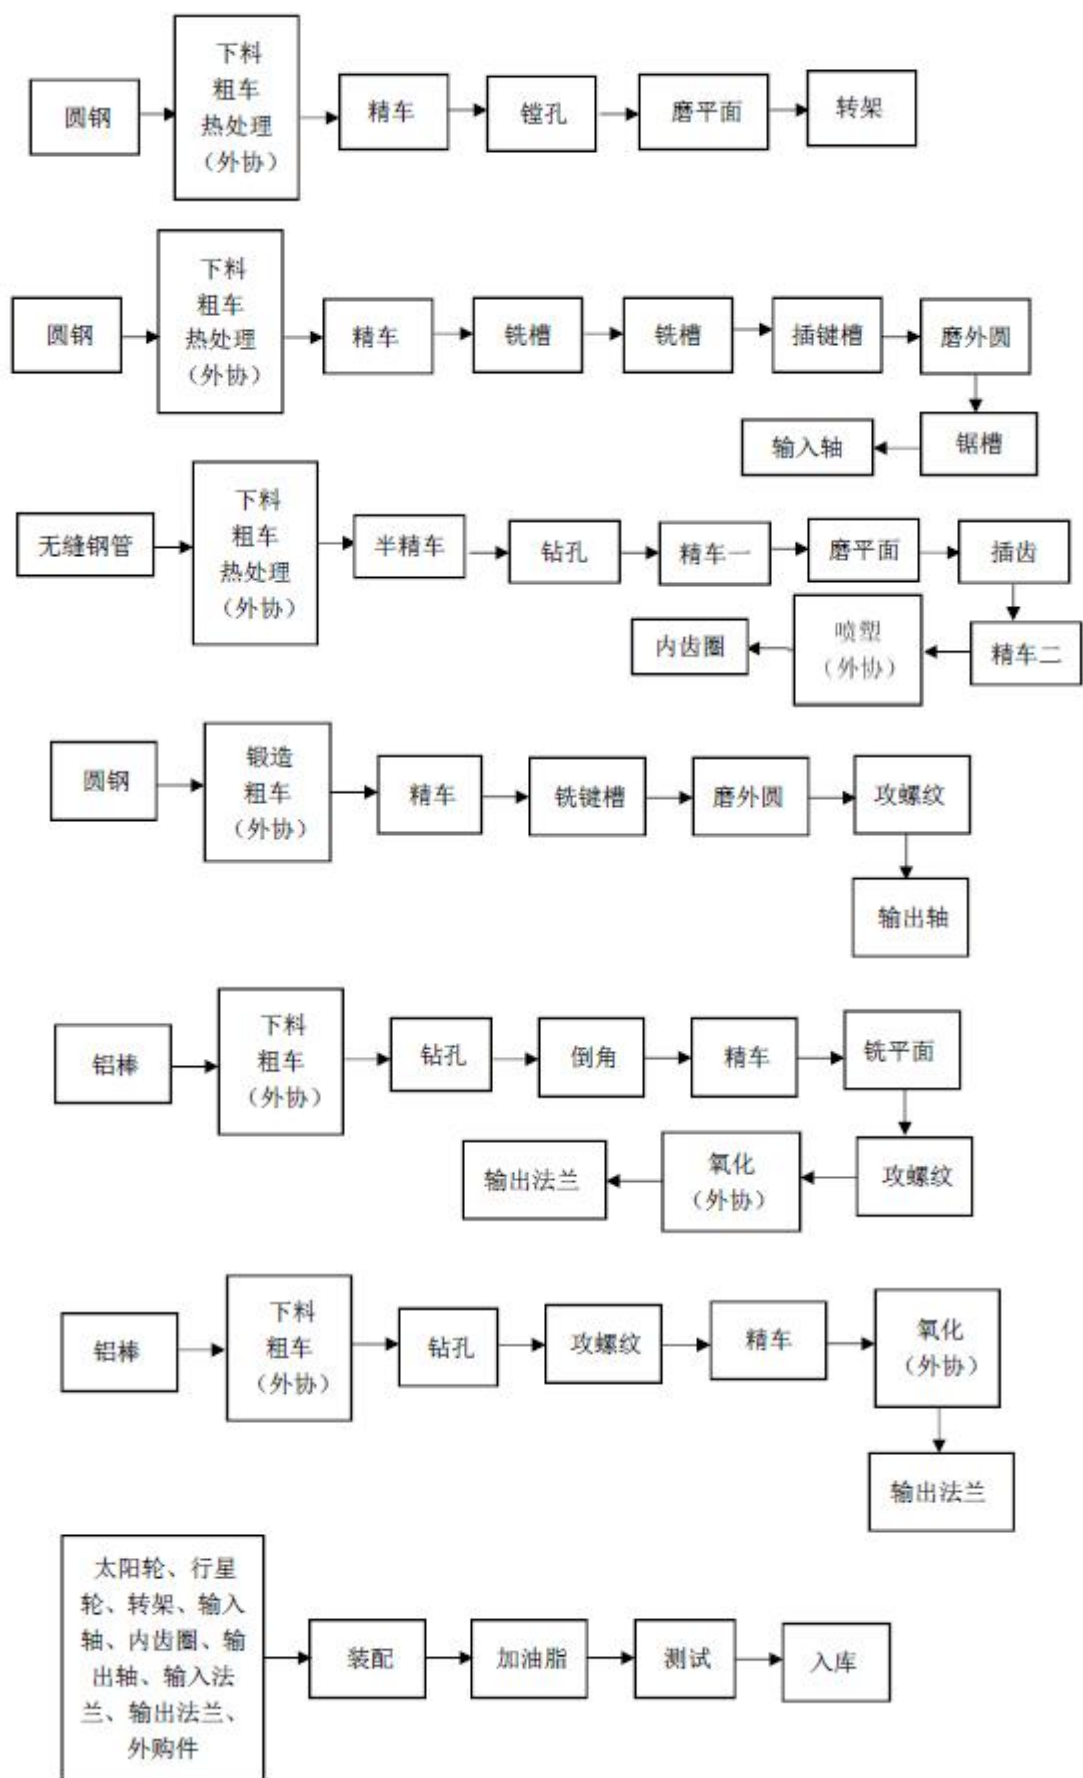 圆钢
下料
粗车
热处理
（外协）
精车
镗孔
磨平面
转架
圆钢
下料
粗车
热处理
（外协）
精车
铣槽
铣槽
插键槽
磨外圆
锯槽
输入轴
无缝钢管
下料
粗车
热处理
（外协）
半精车
钻孔
精车一
磨平面
插齿
精车二
喷塑
（外协）
内齿圈
圆钢
锻造
粗车
（外协）
精车
铣键槽
磨外圆
攻螺纹
输出轴
铝棒
下料
粗车
（外协）
钻孔
倒角
精车
铣平面
攻螺纹
氧化
（外协）
输出法兰
铝棒
下料
粗车
（外协）
钻孔
攻螺纹
精车
氧化
（外协）
输出法兰
太阳轮、行星
轮、转架、输入
轴、内齿圈、输
出轴、输入法
兰、输出法兰、
外购件
装配
加油脂
测试
入库